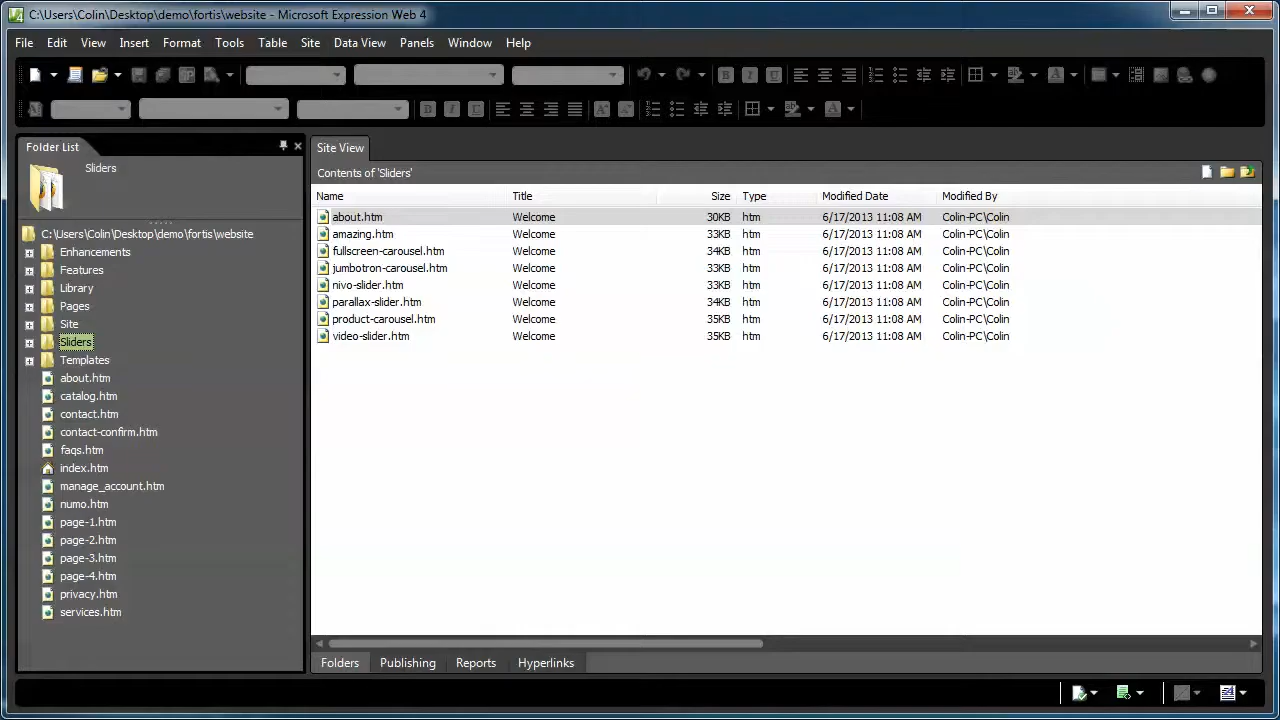 C:\Users\Colin\Desktop\demo\fortis\website - Microsoft Expression Web 4
File Edit View Insert Format Tools Table Site Data View Panels Window Help
Folder List
Sliders
C:\Users\Colin\Desktop\demo\fortis\website
Enhancements
Features
Library
Pages
Site
Sliders
Templates
about.htm
catalog.htm
contact.htm
contact-confirm.htm
faqs.htm
index.htm
manage_account.htm
numo.htm
page-1.htm
page-2.htm
page-3.htm
page-4.htm
privacy.htm
services.htm
Site View
Contents of 'Sliders'
Name Title Size Type Modified Date Modified By
about.htm Welcome 30KB htm 6/17/2013 11:08 AM Colin-PC\Colin
amazing.htm Welcome 33KB htm 6/17/2013 11:08 AM Colin-PC\Colin
fullscreen-carousel.htm Welcome 34KB htm 6/17/2013 11:08 AM Colin-PC\Colin
jumbotron-carousel.htm Welcome 33KB htm 6/17/2013 11:08 AM Colin-PC\Colin
nivo-slider.htm Welcome 33KB htm 6/17/2013 11:08 AM Colin-PC\Colin
parallax-slider.htm Welcome 34KB htm 6/17/2013 11:08 AM Colin-PC\Colin
product-carousel.htm Welcome 35KB htm 6/17/2013 11:08 AM Colin-PC\Colin
video-slider.htm Welcome 35KB htm 6/17/2013 11:08 AM Colin-PC\Colin
Folders Publishing Reports Hyperlinks